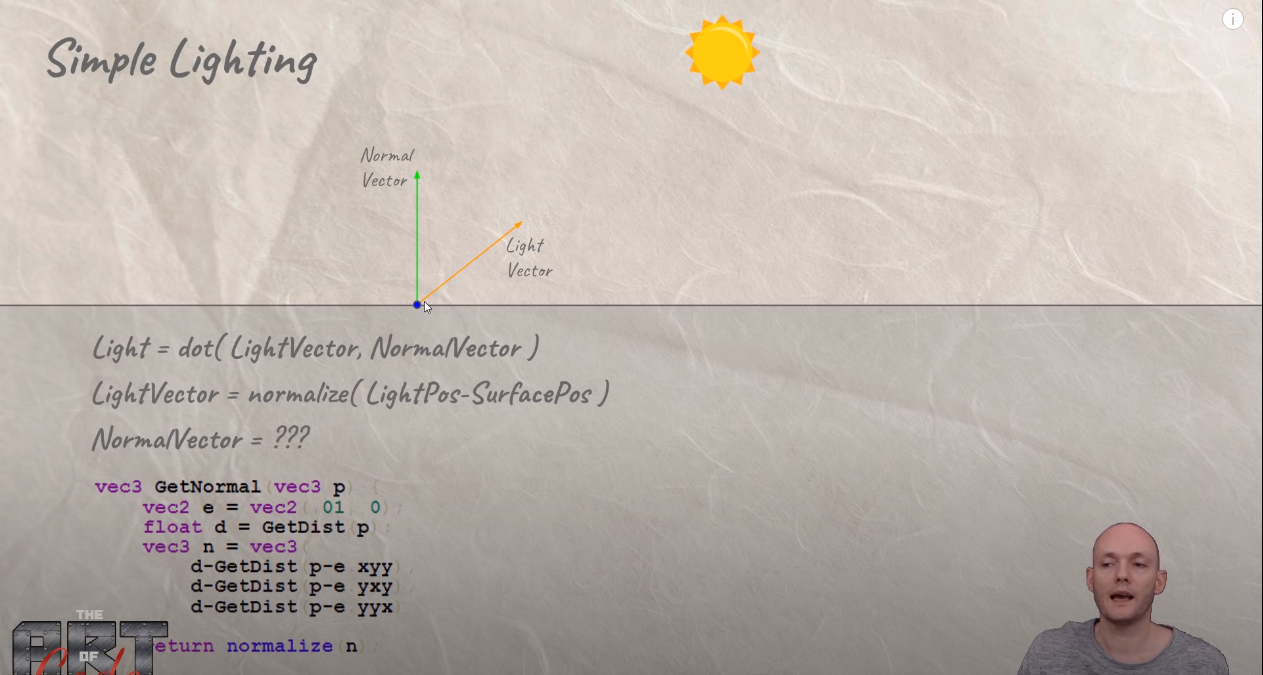 Simple Lighting
i
Normal
Vector
Light
Vector
Light = dot( LightVector, NormalVector )
LightVector = normalize( LightPos-SurfacePos )
NormalVector = ???
vec3 GetNormal(vec3 p) {
vec2 e = vec2(.01, 0);
float d = GetDist(p);
vec3 n = vec3(
d-GetDist(p-e.xyy),
d-GetDist(p-e.yxy),
d-GetDist(p-e.yyx)
eturn normalize(n);
THE
ART
OF
Code